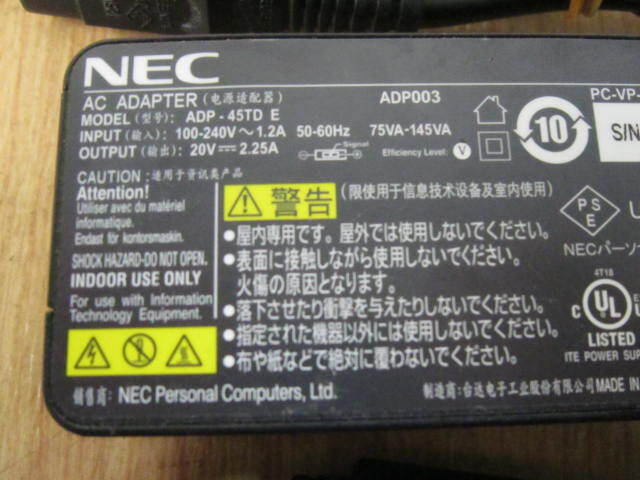 NEC
AC ADAPTER (电源适配器) ADP003
MODEL (型号): ADP - 45TD E
INPUT (输入): 100-240V～1.2A 50-60Hz 75VA-145VA
OUTPUT (输出): 20V⎓2.25A Signal Efficiency Level: V
PC-VP-
10
S/N
CAUTION: 适用于资讯类产品
Attention!
Utiliser avec du matériel
informatique.
Endast för kontorsmaskin.
SHOCK HAZARD-DO NOT OPEN.
INDOOR USE ONLY
For use with Information
Technology Equipment.
警告 (限使用于信息技术设备及室内使用)
●屋内専用です。屋外では使用しないでください。
●表面に接触しながら使用しないでください。
火傷の原因となります。
●落下させたり衝撃を与えたりしないでください。
●指定された機器以外には使用しないでください。
●布や紙などで絶対に覆わないでください。
PS
E
NECパーソ
4T18
c UL
LISTED
ITE POWER SUP
销售商: NEC Personal Computers, Ltd.
制造商: 台达电子工业股份有限公司 MADE IN